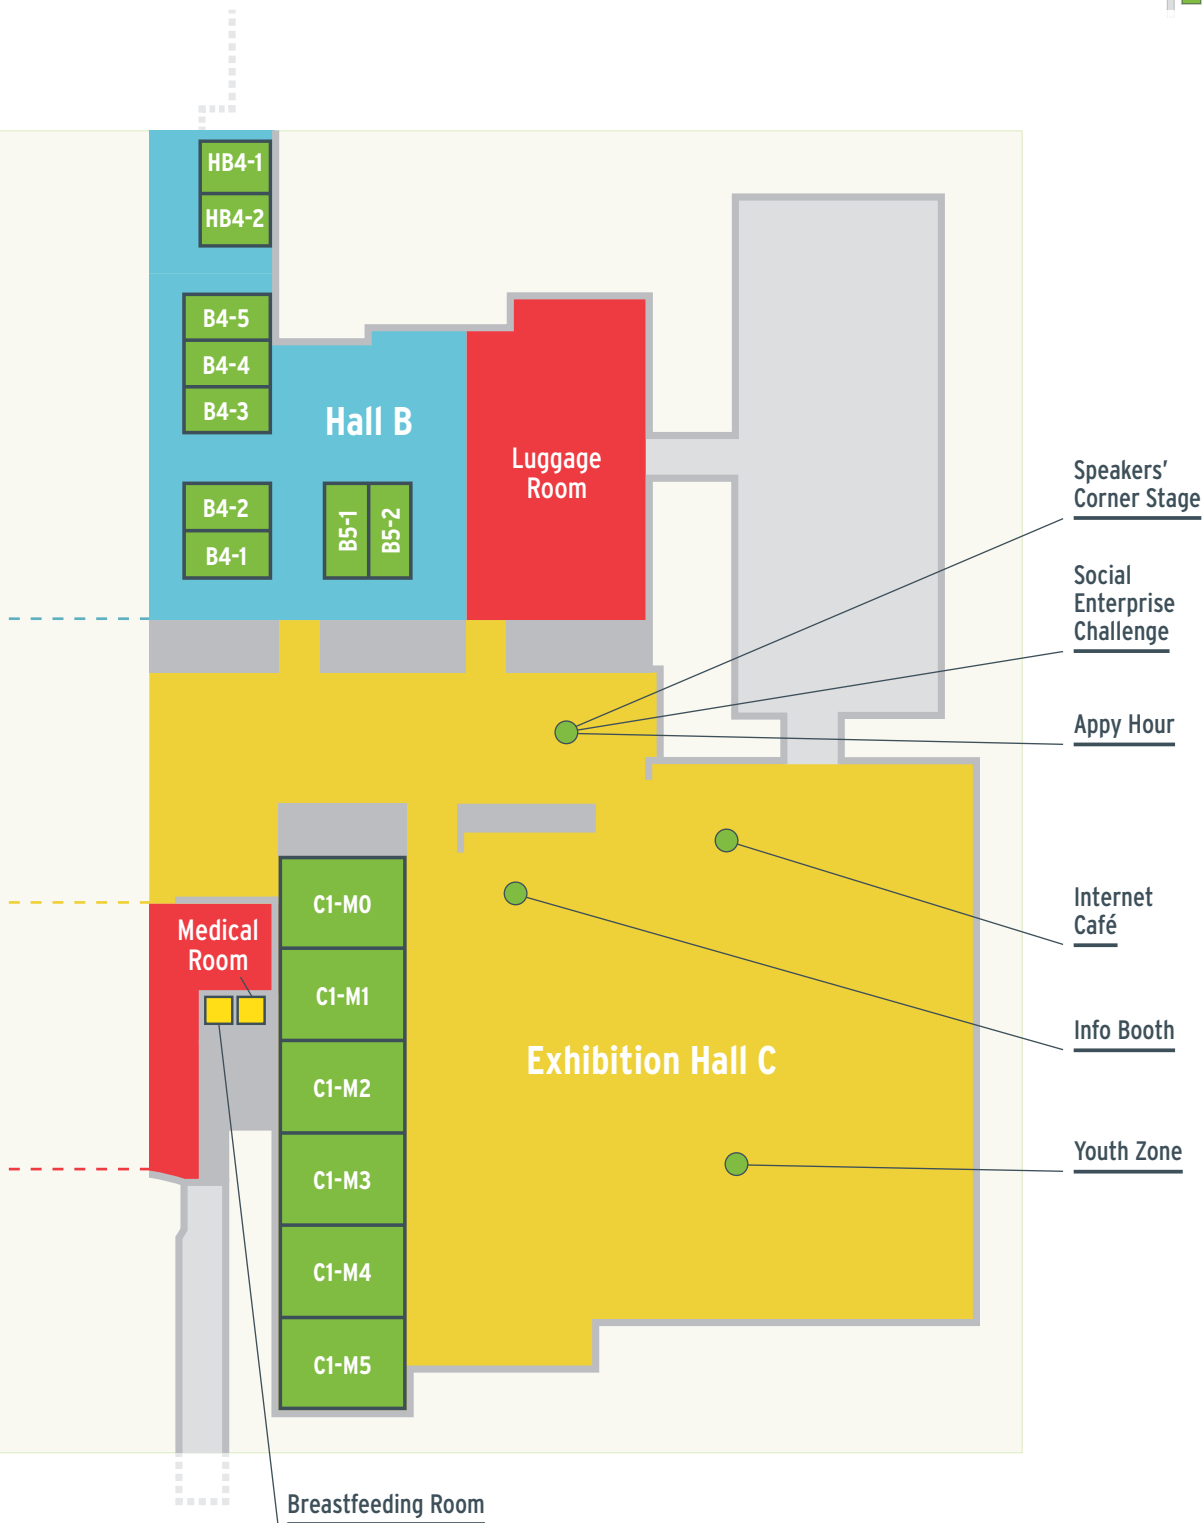 HB4-1
HB4-2
B4-5
B4-4
B4-3
Hall B
Luggage
Room
B4-2
B4-1
B5-1
B5-2
Speakers’
Corner Stage
Social
Enterprise
Challenge
Appy Hour
Internet
Café
Info Booth
Youth Zone
Medical
Room
C1-M0
C1-M1
C1-M2
C1-M3
C1-M4
C1-M5
Exhibition Hall C
Breastfeeding Room